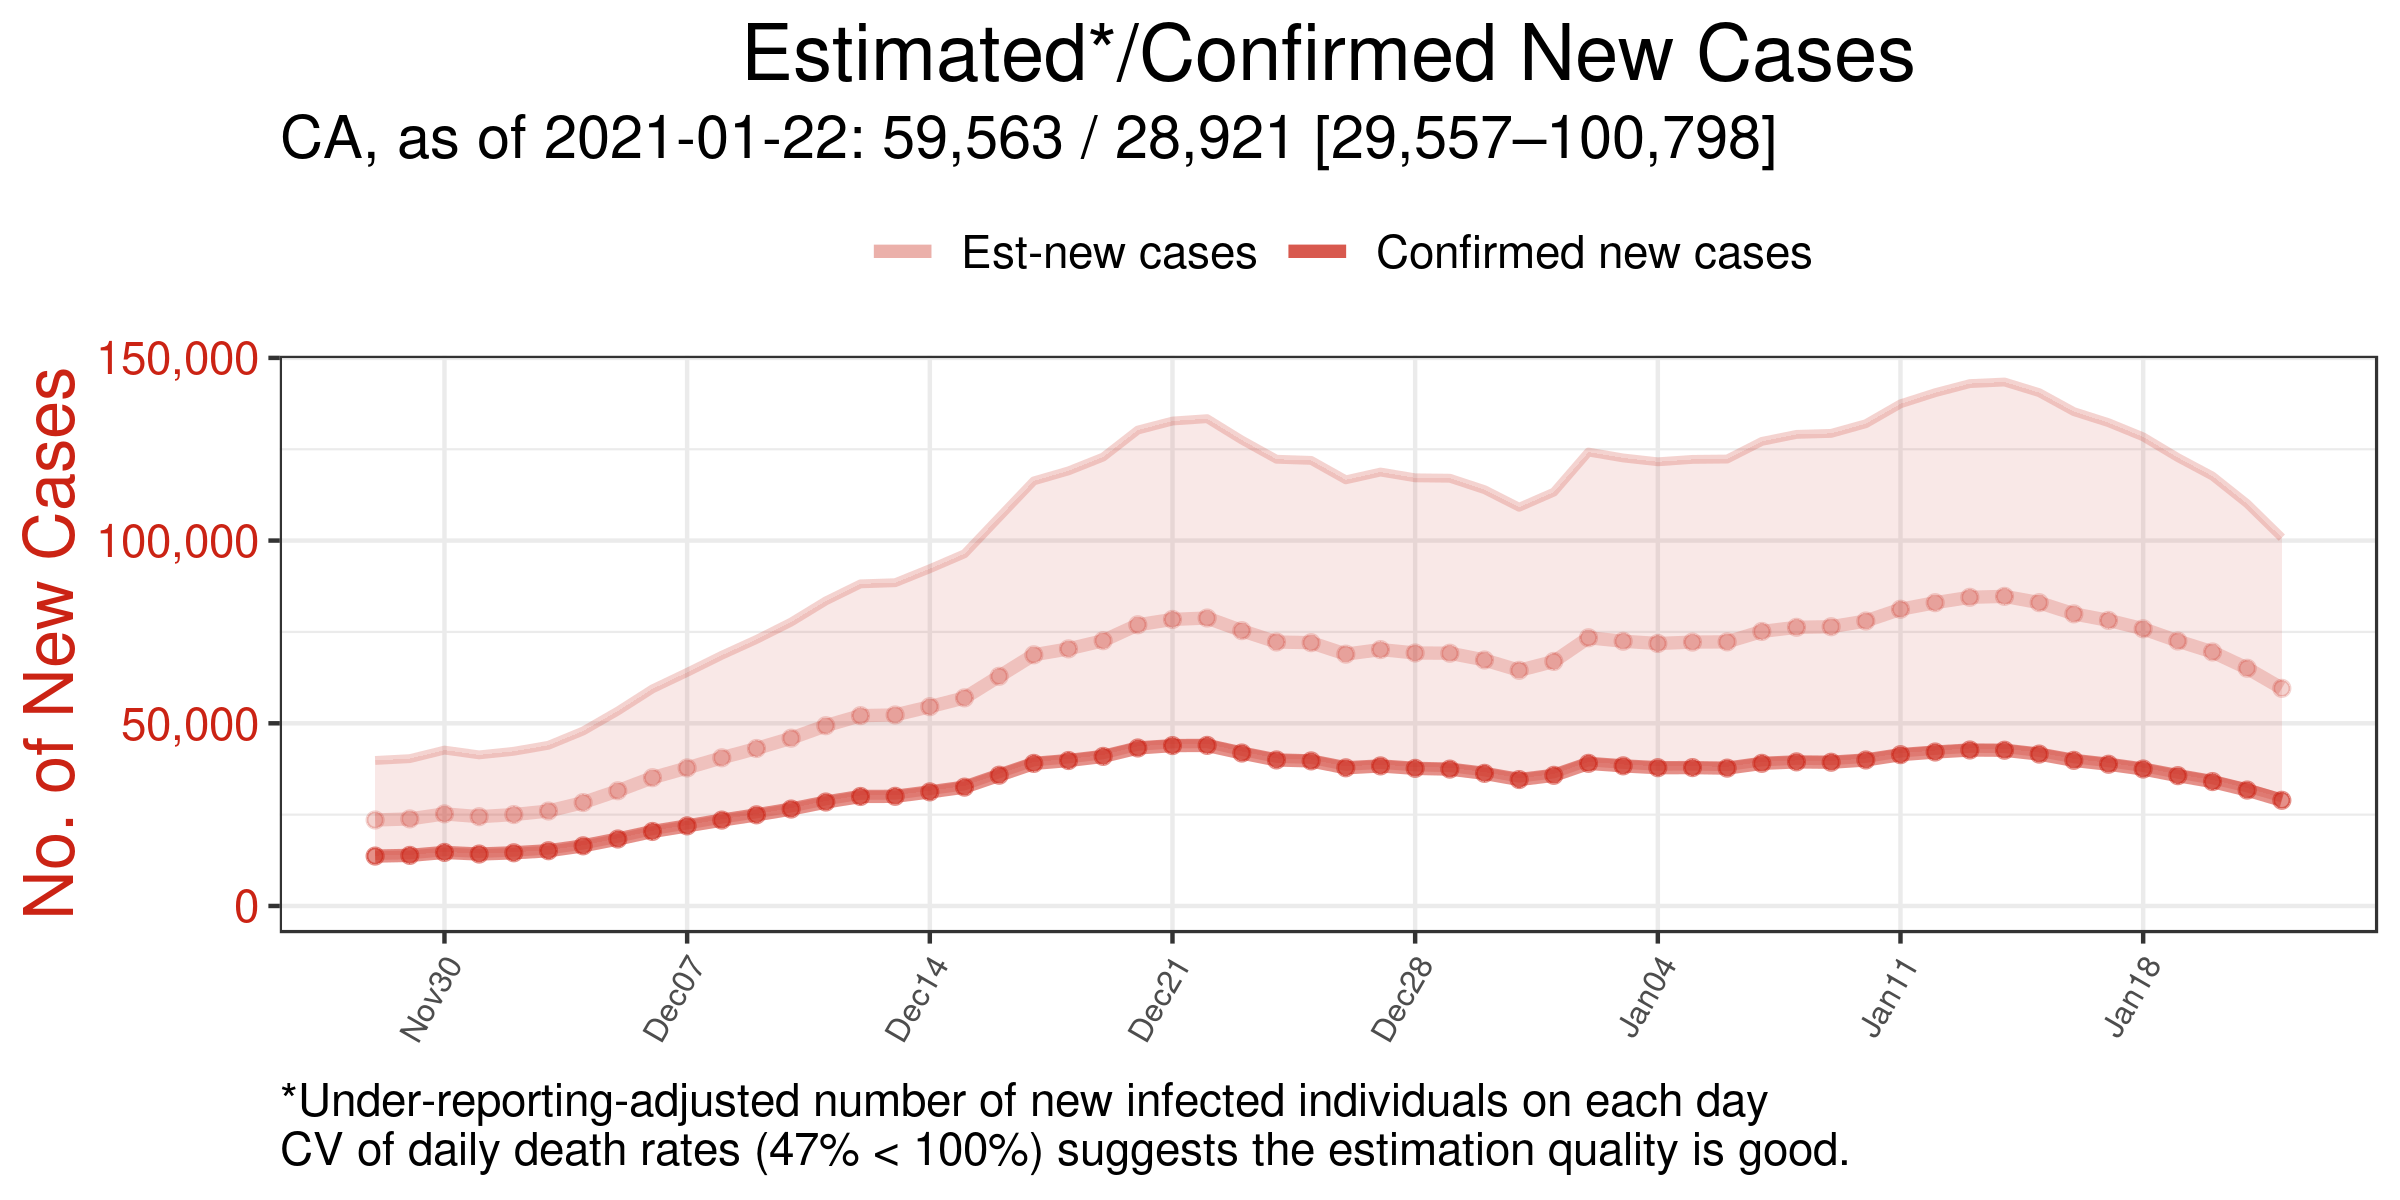 Estimated*/Confirmed New Cases
CA, as of 2021-01-22: 59,563 / 28,921 [29,557–100,798]
Est-new cases
Confirmed new cases
No. of New Cases
150,000
100,000
50,000
0
Nov30
Dec07
Dec14
Dec21
Dec28
Jan04
Jan11
Jan18
*Under-reporting-adjusted number of new infected individuals on each day
CV of daily death rates (47% < 100%) suggests the estimation quality is good.